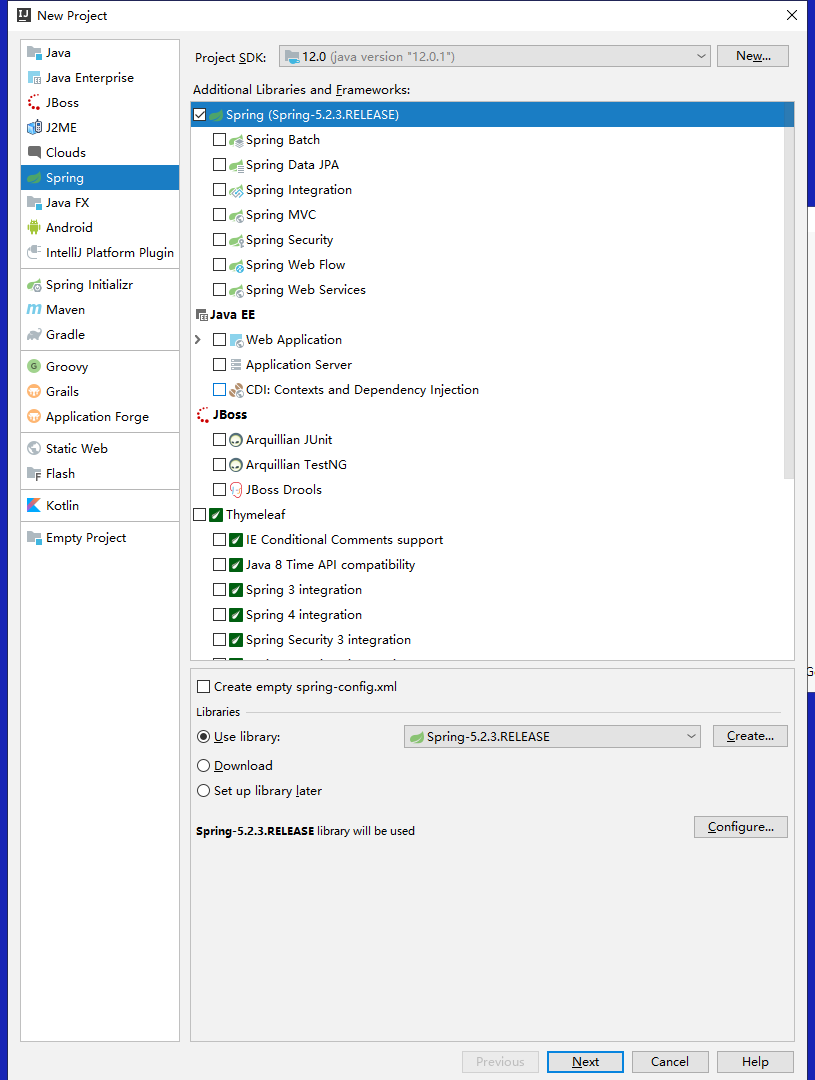 New Project
Java
Java Enterprise
JBoss
J2ME
Clouds
Spring
Java FX
Android
IntelliJ Platform Plugin
Spring Initializr
Maven
Gradle
Groovy
Grails
Application Forge
Static Web
Flash
Kotlin
Empty Project
Project SDK: 12.0 (java version "12.0.1") New...
Additional Libraries and Frameworks:
Spring (Spring-5.2.3.RELEASE)
Spring Batch
Spring Data JPA
Spring Integration
Spring MVC
Spring Security
Spring Web Flow
Spring Web Services
Java EE
Web Application
Application Server
CDI: Contexts and Dependency Injection
JBoss
Arquillian JUnit
Arquillian TestNG
JBoss Drools
Thymeleaf
IE Conditional Comments support
Java 8 Time API compatibility
Spring 3 integration
Spring 4 integration
Spring Security 3 integration
Create empty spring-config.xml
Libraries
Use library: Spring-5.2.3.RELEASE Create...
Download
Set up library later
Spring-5.2.3.RELEASE library will be used Configure...
Previous Next Cancel Help